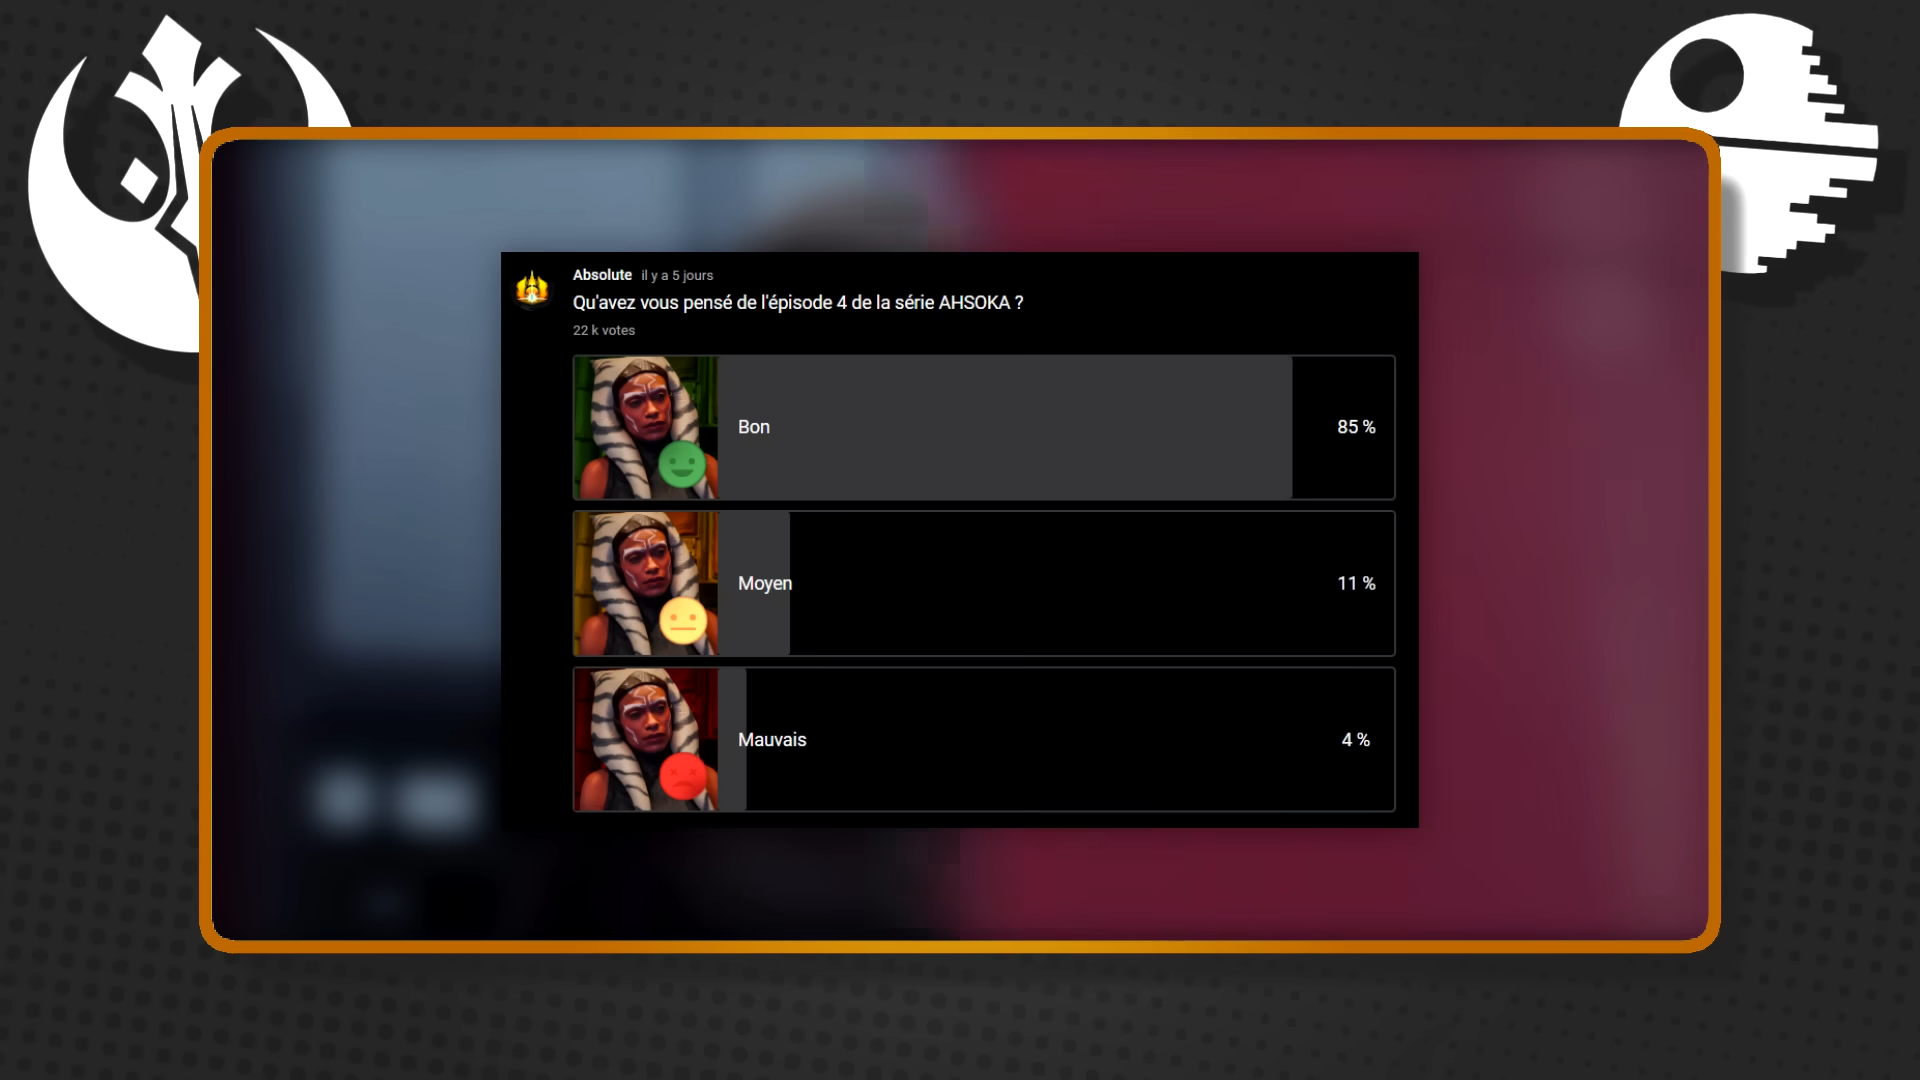 Absolute il y a 5 jours
Qu'avez vous pensé de l'épisode 4 de la série AHSOKA ?
22 k votes
Bon 85 %
Moyen 11 %
Mauvais 4 %